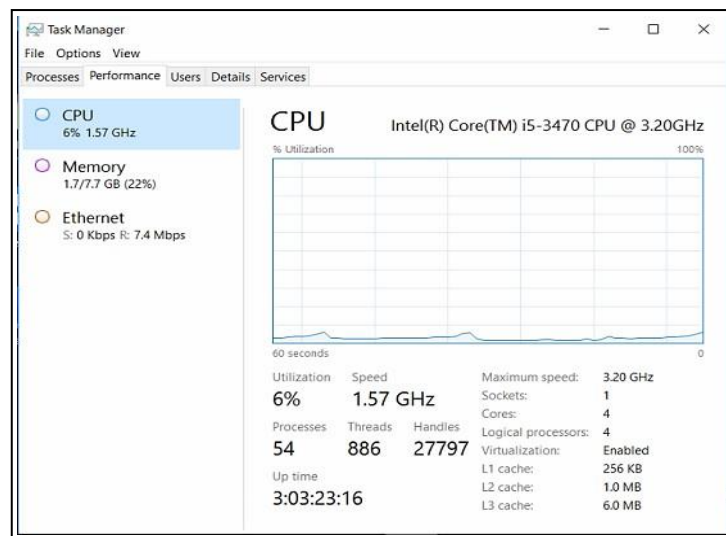 Task Manager
File Options View
Processes Performance Users Details Services
CPU
6% 1.57 GHz
Memory
1.7/7.7 GB (22%)
Ethernet
S: 0 Kbps R: 7.4 Mbps
CPU Intel(R) Core(TM) i5-3470 CPU @ 3.20GHz
% Utilization 100%
60 seconds 0
Utilization Speed
6% 1.57 GHz
Processes Threads Handles
54 886 27797
Up time
3:03:23:16
Maximum speed: 3.20 GHz
Sockets: 1
Cores: 4
Logical processors: 4
Virtualization: Enabled
L1 cache: 256 KB
L2 cache: 1.0 MB
L3 cache: 6.0 MB